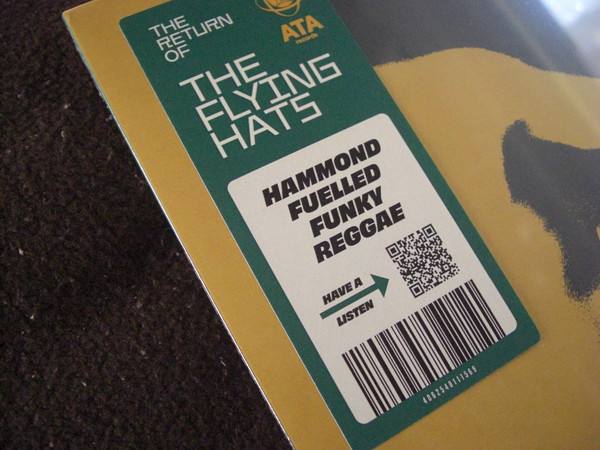 THE
RETURN
OF
ATA
records
THE
FLYING
HATS
HAMMOND
FUELLED
FUNKY
REGGAE
HAVE A
LISTEN